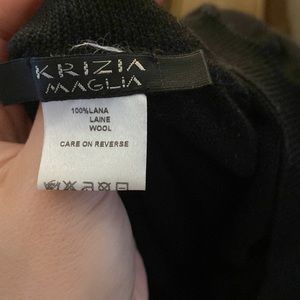 KRIZIA
MAGLIA
100%LANA
LAINE
WOOL
CARE ON REVERSE